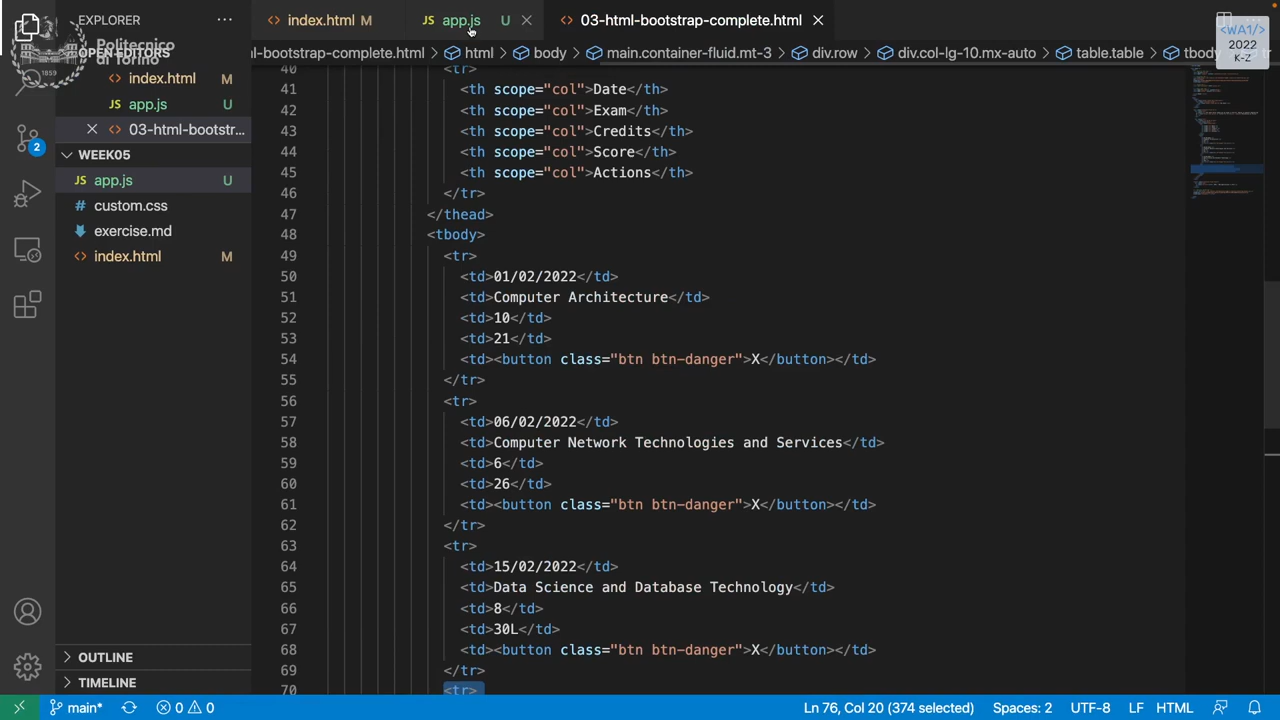 EXPLORER
Politecnico
di Torino
1859
OPEN EDITORS
index.html M
app.js U
03-html-bootstr...
WEEK05
app.js U
custom.css
exercise.md
index.html M
OUTLINE
TIMELINE
2
index.html M
JS app.js U
03-html-bootstrap-complete.html
<WA1/>
2022
K-Z
ml-bootstrap-complete.html > html > body > main.container-fluid.mt-3 > div.row > div.col-lg-10.mx-auto > table.table >
40 <tr>
41 <th scope="col">Date</th>
42 <th scope="col">Exam</th>
43 <th scope="col">Credits</th>
44 <th scope="col">Score</th>
45 <th scope="col">Actions</th>
46 </tr>
47 </thead>
48 <tbody>
49 <tr>
50 <td>01/02/2022</td>
51 <td>Computer Architecture</td>
52 <td>10</td>
53 <td>21</td>
54 <td><button class="btn btn-danger">X</button></td>
55 </tr>
56 <tr>
57 <td>06/02/2022</td>
58 <td>Computer Network Technologies and Services</td>
59 <td>6</td>
60 <td>26</td>
61 <td><button class="btn btn-danger">X</button></td>
62 </tr>
63 <tr>
64 <td>15/02/2022</td>
65 <td>Data Science and Database Technology</td>
66 <td>8</td>
67 <td>30L</td>
68 <td><button class="btn btn-danger">X</button></td>
69 </tr>
70 <tr>
main* 0 0 Ln 76, Col 20 (374 selected) Spaces: 2 UTF-8 LF HTML